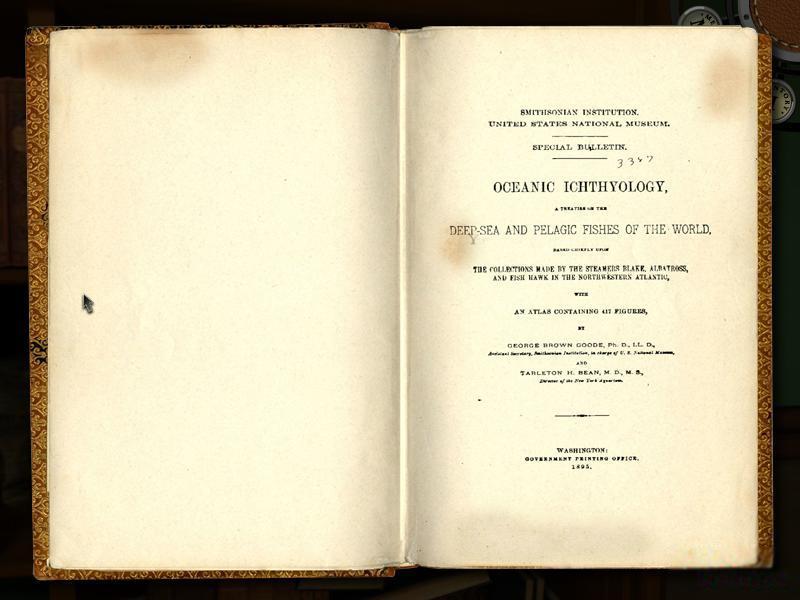 SMITHSONIAN INSTITUTION.
UNITED STATES NATIONAL MUSEUM.
SPECIAL BULLETIN.
OCEANIC ICHTHYOLOGY,
A TREATISE ON THE
DEEP-SEA AND PELAGIC FISHES OF THE WORLD,
BASED CHIEFLY UPON
THE COLLECTIONS MADE BY THE STEAMERS BLAKE, ALBATROSS,
AND FISH HAWK IN THE NORTHWESTERN ATLANTIC,
WITH
AN ATLAS CONTAINING 417 FIGURES,
BY
GEORGE BROWN GOODE, Ph. D., LL. D.,
Assistant Secretary, Smithsonian Institution, in charge of U. S. National Museum,
AND
TARLETON H. BEAN, M. D., M. S.,
Director of the New York Aquarium.
WASHINGTON:
GOVERNMENT PRINTING OFFICE.
1895.